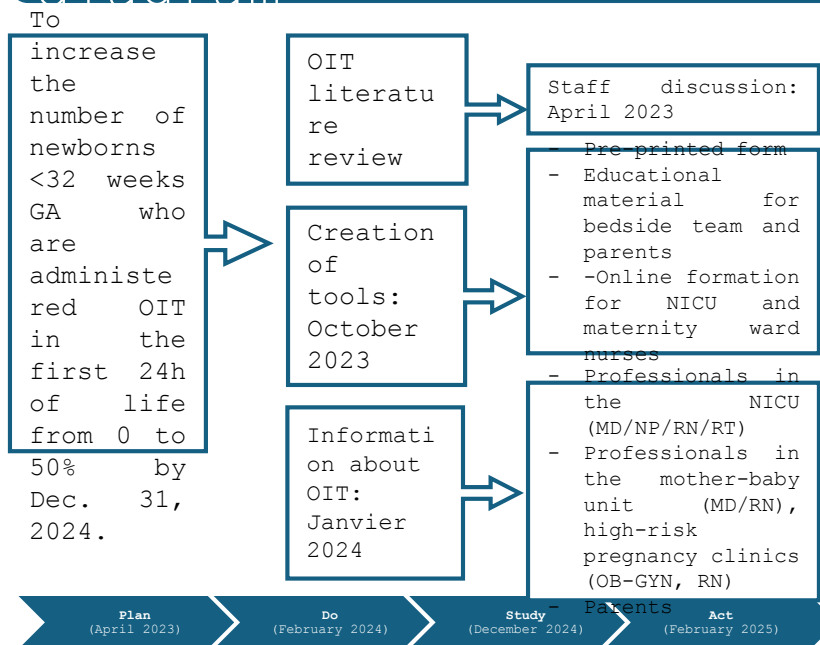 To
increase
the
number of
newborns
<32 weeks
GA who
are
administe
red OIT
in the
first 24h
of life
from 0 to
50% by
Dec. 31,
2024.
OIT
literatu
re
review
Staff discussion:
April 2023
Creation
of
tools:
October
2023
- Pre-printed form
- Educational
material for
bedside team and
parents
- -Online formation
for NICU and
maternity ward
nurses
Informati
on about
OIT:
Janvier
2024
- Professionals in
the NICU
(MD/NP/RN/RT)
- Professionals in
the mother-baby
unit (MD/RN),
high-risk
pregnancy clinics
(OB-GYN, RN)
- Parents
Plan
(April 2023)
Do
(February 2024)
Study
(December 2024)
Act
(February 2025)